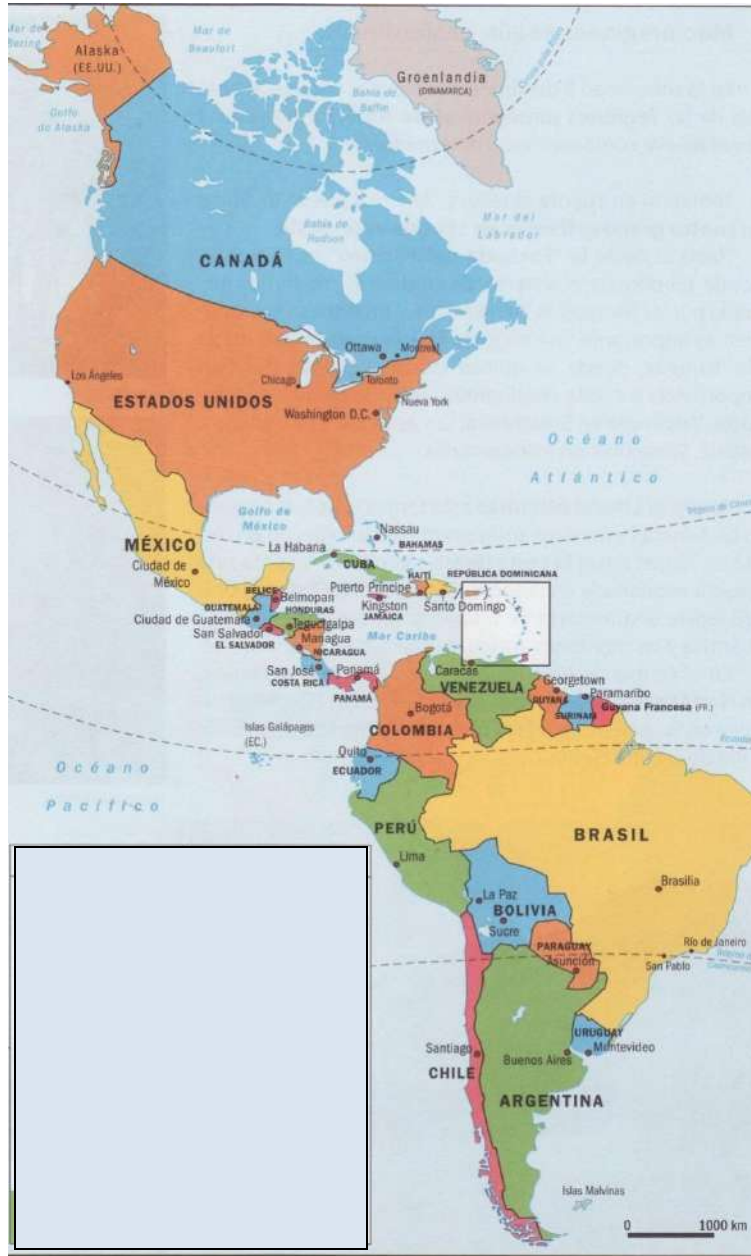 Mar de
Bering
Alaska
(EE.UU.)
Mar de
Beaufort
Groenlandia
(DINAMARCA)
Bahía de
Baffin
Golfo
de Alaska
Bahía de
Hudson
Mar del
Labrador
CANADÁ
Ottawa
Montreal
Toronto
Los Ángeles
Chicago
ESTADOS UNIDOS
Nueva York
Washington D.C.
Océano
Atlántico
Golfo de
México
Nassau
BAHAMAS
La Habana
CUBA
MÉXICO
Ciudad de
México
HAITÍ
REPÚBLICA DOMINICANA
Puerto Príncipe
Santo Domingo
Kingston
JAMAICA
BELICE
Belmopan
GUATEMALA
HONDURAS
Ciudad de Guatemala
Tegucigalpa
San Salvador
EL SALVADOR
Managua
NICARAGUA
Mar Caribe
San José
COSTA RICA
Panamá
PANAMÁ
Caracas
VENEZUELA
Georgetown
GUYANA
Paramaribo
SURINAM
Guyana Francesa (FR.)
Bogotá
COLOMBIA
Islas Galápagos
(EC.)
Quito
ECUADOR
Océano
Pacífico
PERÚ
Lima
BRASIL
Brasilia
La Paz
BOLIVIA
Sucre
PARAGUAY
Asunción
Río de Janeiro
San Pablo
URUGUAY
Montevideo
Santiago
CHILE
Buenos Aires
ARGENTINA
Islas Malvinas
0 1000 km